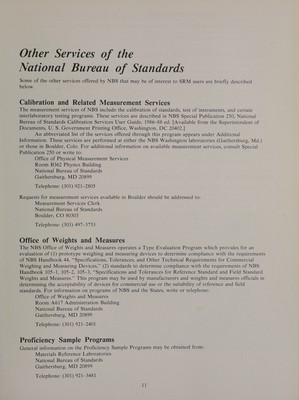 Other Services of the
National Bureau of Standards
Some of the other services offered by NBS that may be of interest to SRM users are briefly described
below.
Calibration and Related Measurement Services
The measurement services of NBS include the calibration of standards, test of instruments, and certain
interlaboratory testing programs. These services are described in NBS Special Publication 250, National
Bureau of Standards Calibration Services User Guide, 1986-88 ed. [Available from the Superintendent of
Documents, U. S. Government Printing Office, Washington, DC 20402.]
An abbreviated list of the services offered through this program appears under Additional
Information. These services are performed at either the NBS Washington laboratories (Gaithersburg, Md.)
or those in Boulder, Colo. For additional information on available measurement services, consult Special
Publication 250 or write to:
Office of Physical Measurement Services
Room B362 Physics Building
National Bureau of Standards
Gaithersburg, MD 20899
Telephone: (301) 921-2805
Requests for measurement services available in Boulder should be addressed to:
Measurement Services Clerk
National Bureau of Standards
Boulder, CO 80303
Telephone: (303) 497-3753
Office of Weights and Measures
The NBS Office of Weights and Measures operates a Type Evaluation Program which provides for an
evaluation of (1) prototype weighing and measuring devices to determine compliance with the requirements
of NBS Handbook 44, "Specifications, Tolerances, and Other Technical Requirements for Commercial
Weighing and Measuring Devices," (2) standards to determine compliance with the requirements of NBS
Handbook 105-1, 105-2, 105-3, "Specifications and Tolerances for Reference Standard and Field Standard
Weights and Measures." This program may be used by manufacturers and weights and measures officials in
determining the acceptability of devices for commercial use or the suitability of reference and field
standards. For information on programs of NBS and the States, write or telephone:
Office of Weights and Measures
Room A617 Administration Building
National Bureau of Standards
Gaithersburg, MD 20899
Telephone: (301) 921-2401
Proficiency Sample Programs
General information on the Proficiency Sample Programs may be obtained from:
Materials Reference Laboratories
National Bureau of Standards
Gaithersburg, MD 20899
Telephone: (301) 921-3481
11